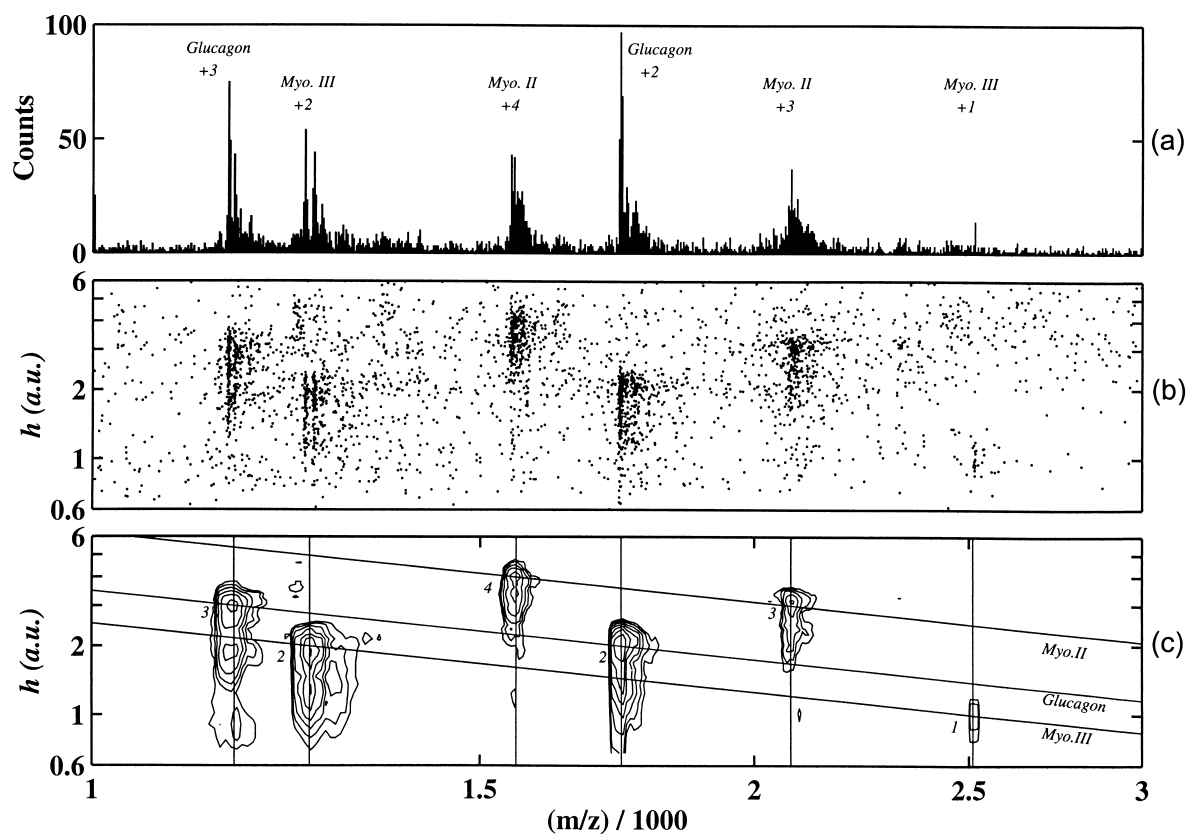 100
50
0
Counts
Glucagon
+3
Myo. III
+2
Myo. II
+4
Glucagon
+2
Myo. II
+3
Myo. III
+1
(a)
6
2
1
0.6
h (a.u.)
(b)
6
2
1
0.6
h (a.u.)
3
2
4
2
3
1
Myo.II
Glucagon
Myo.III
(c)
1
1.5
2
2.5
3
(m/z) / 1000